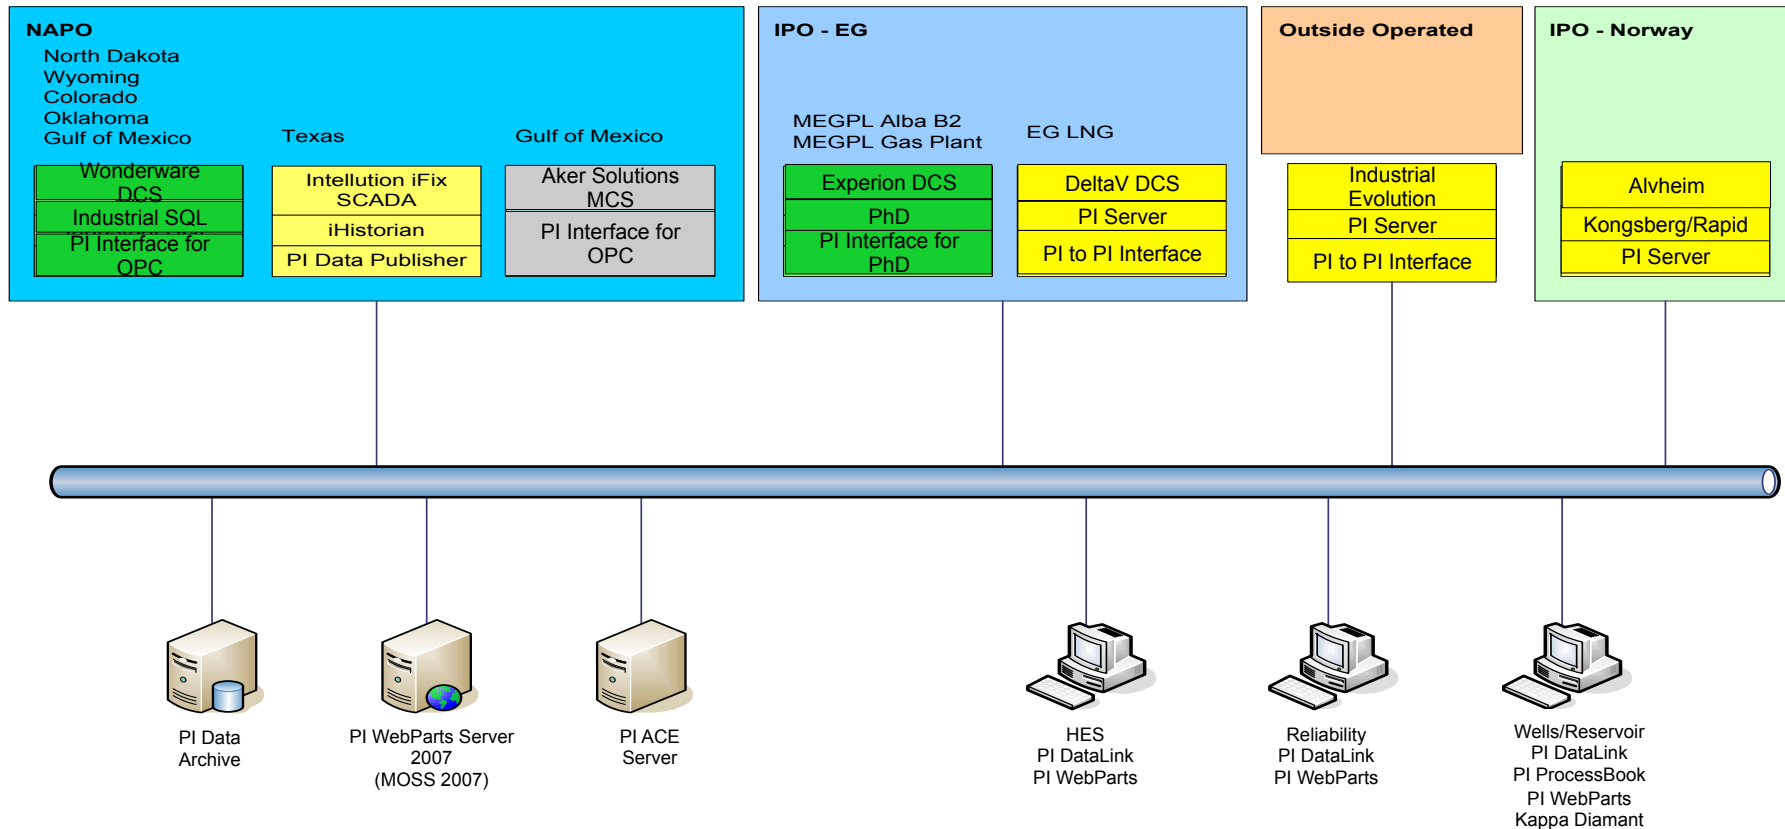 NAPO
North Dakota
Wyoming
Colorado
Oklahoma
Gulf of Mexico
Wonderware
DCS
Industrial SQL
PI Interface for
OPC
Texas
Intellution iFix
SCADA
iHistorian
PI Data Publisher
Gulf of Mexico
Aker Solutions
MCS
PI Interface for
OPC
IPO - EG
MEGPL Alba B2
MEGPL Gas Plant
Experion DCS
PhD
PI Interface for
PhD
EG LNG
DeltaV DCS
PI Server
PI to PI Interface
Outside Operated
Industrial
Evolution
PI Server
PI to PI Interface
IPO - Norway
Alvheim
Kongsberg/Rapid
PI Server
PI Data
Archive
PI WebParts Server
2007
(MOSS 2007)
PI ACE
Server
HES
PI DataLink
PI WebParts
Reliability
PI DataLink
PI WebParts
Wells/Reservoir
PI DataLink
PI ProcessBook
PI WebParts
Kappa Diamant